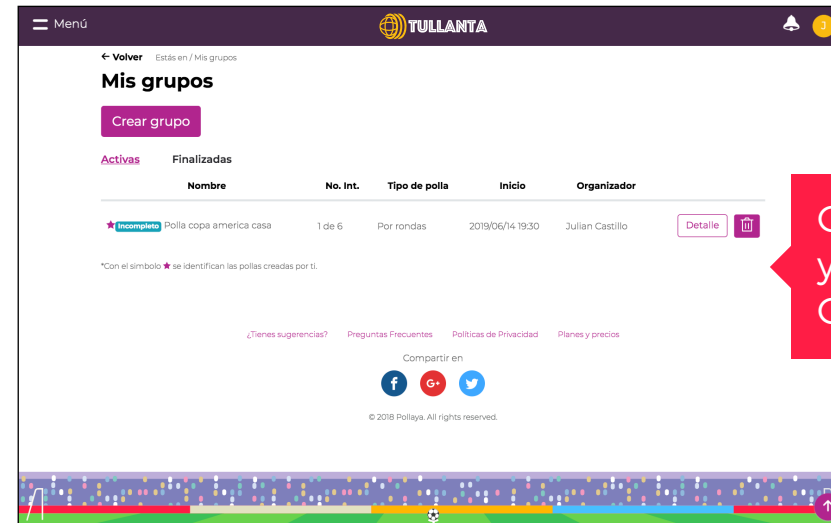 Menú
TULLANTA
J
← Volver Estás en / Mis grupos
Mis grupos
Crear grupo
Activas Finalizadas
Nombre No. Int. Tipo de polla Inicio Organizador
★ Incompleto Polla copa america casa 1 de 6 Por rondas 2019/06/14 19:30 Julian Castillo Detalle
*Con el simbolo ★ se identifican las pollas creadas por ti.
¿Tienes sugerencias? Preguntas Frecuentes Políticas de Privacidad Planes y precios
Compartir en
f G+
© 2018 Pollaya. All rights reserved.